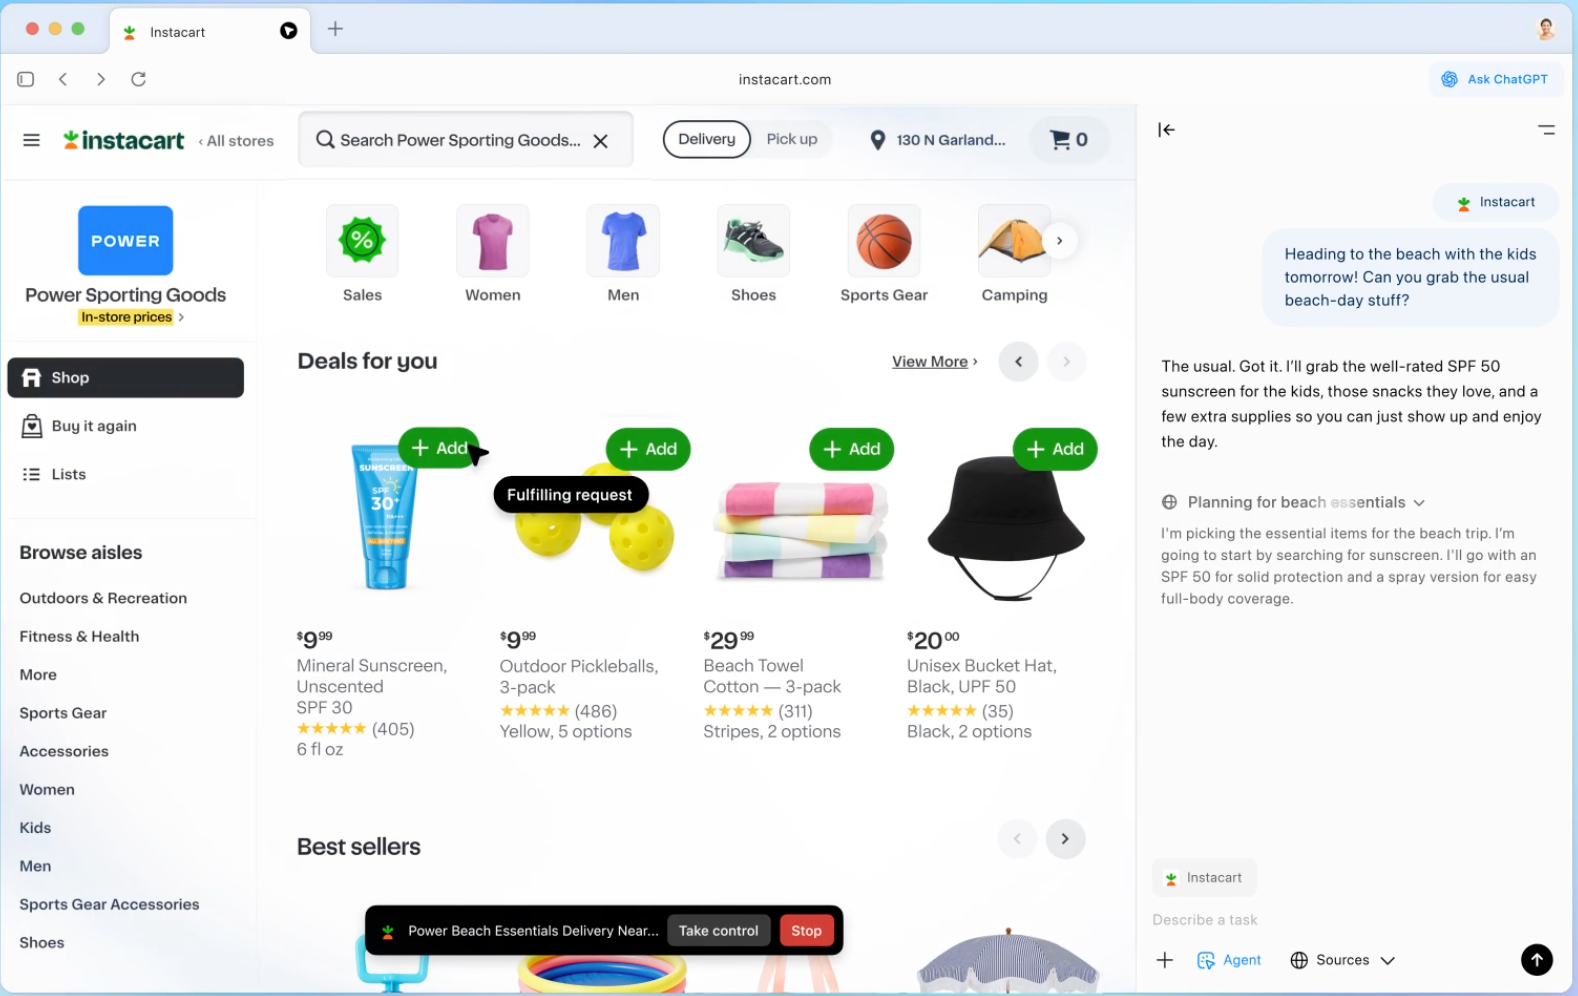 Instacart
instacart.com
Ask ChatGPT
instacart
‹ All stores
Search Power Sporting Goods...
Delivery
Pick up
130 N Garland...
0
POWER
Power Sporting Goods
In-store prices ›
Shop
Buy it again
Lists
Browse aisles
Outdoors & Recreation
Fitness & Health
More
Sports Gear
Accessories
Women
Kids
Men
Sports Gear Accessories
Shoes
Sales
Women
Men
Shoes
Sports Gear
Camping
Deals for you
View More ›
+ Add
+ Add
+ Add
+ Add
SUNSCREEN
SPF
30+
Fulfilling request
$9.99
Mineral Sunscreen,
Unscented
SPF 30
★★★★★ (405)
6 fl oz
$9.99
Outdoor Pickleballs,
3-pack
★★★★★ (486)
Yellow, 5 options
$29.99
Beach Towel
Cotton — 3-pack
★★★★★ (311)
Stripes, 2 options
$20.00
Unisex Bucket Hat,
Black, UPF 50
★★★★★ (35)
Black, 2 options
Best sellers
Power Beach Essentials Delivery Near...
Take control
Stop
Instacart
Heading to the beach with the kids
tomorrow! Can you grab the usual
beach-day stuff?
The usual. Got it. I’ll grab the well-rated SPF 50
sunscreen for the kids, those snacks they love, and a
few extra supplies so you can just show up and enjoy
the day.
Planning for beach essentials
I'm picking the essential items for the beach trip. I’m
going to start by searching for sunscreen. I'll go with an
SPF 50 for solid protection and a spray version for easy
full-body coverage.
Instacart
Describe a task
Agent
Sources